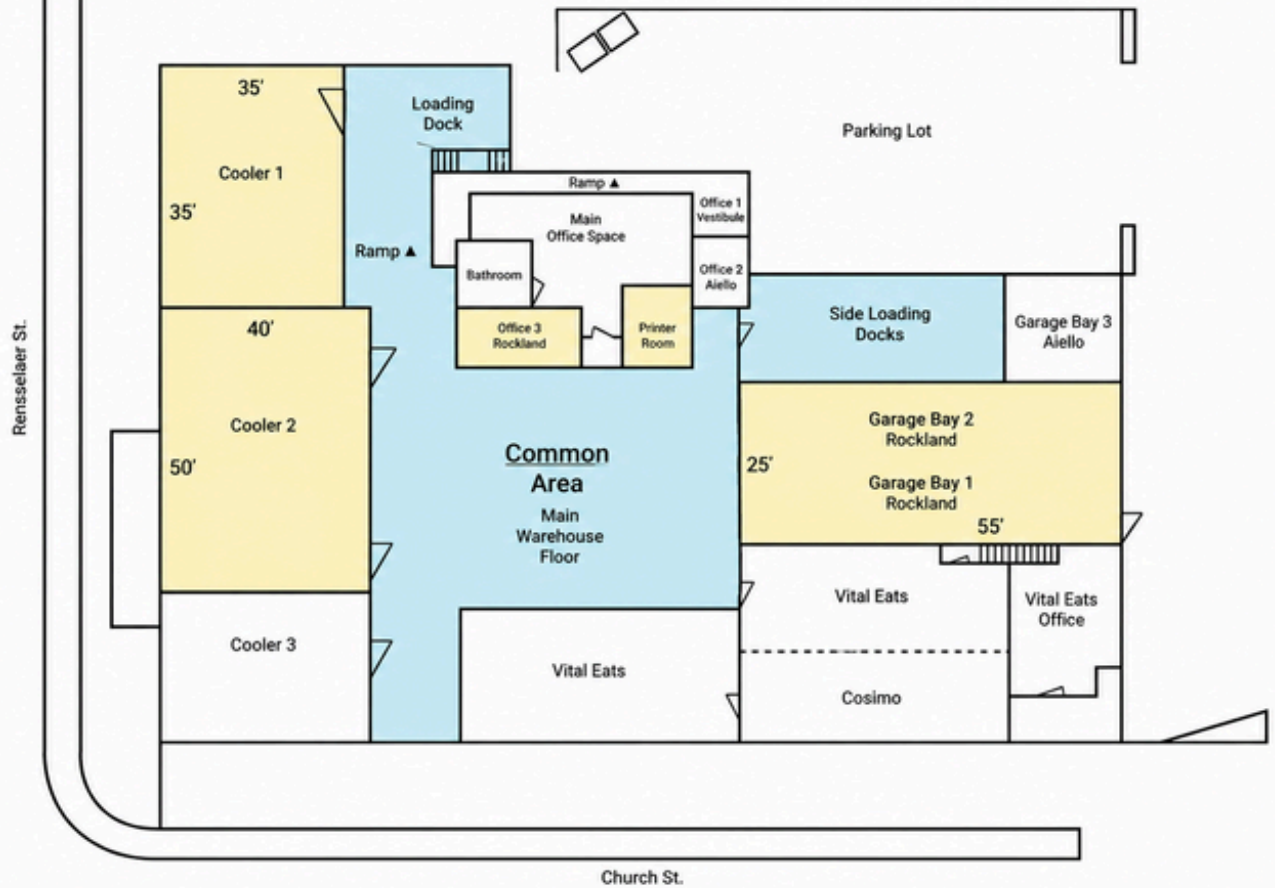 35′
Loading
Dock
Cooler 1
35′
Parking Lot
Ramp ▲
Main
Office Space
Office 1
Vestibule
Ramp ▲
Bathroom
Office 2
Aiello
Office 3
Rockland
Printer
Room
Side Loading
Docks
Garage Bay 3
Aiello
Rensselaer St.
40′
Cooler 2
50′
Common
Area
Main
Warehouse
Floor
25′
Garage Bay 2
Rockland
Garage Bay 1
Rockland
55′
Cooler 3
Vital Eats
Vital Eats
Vital Eats
Office
Cosimo
Church St.